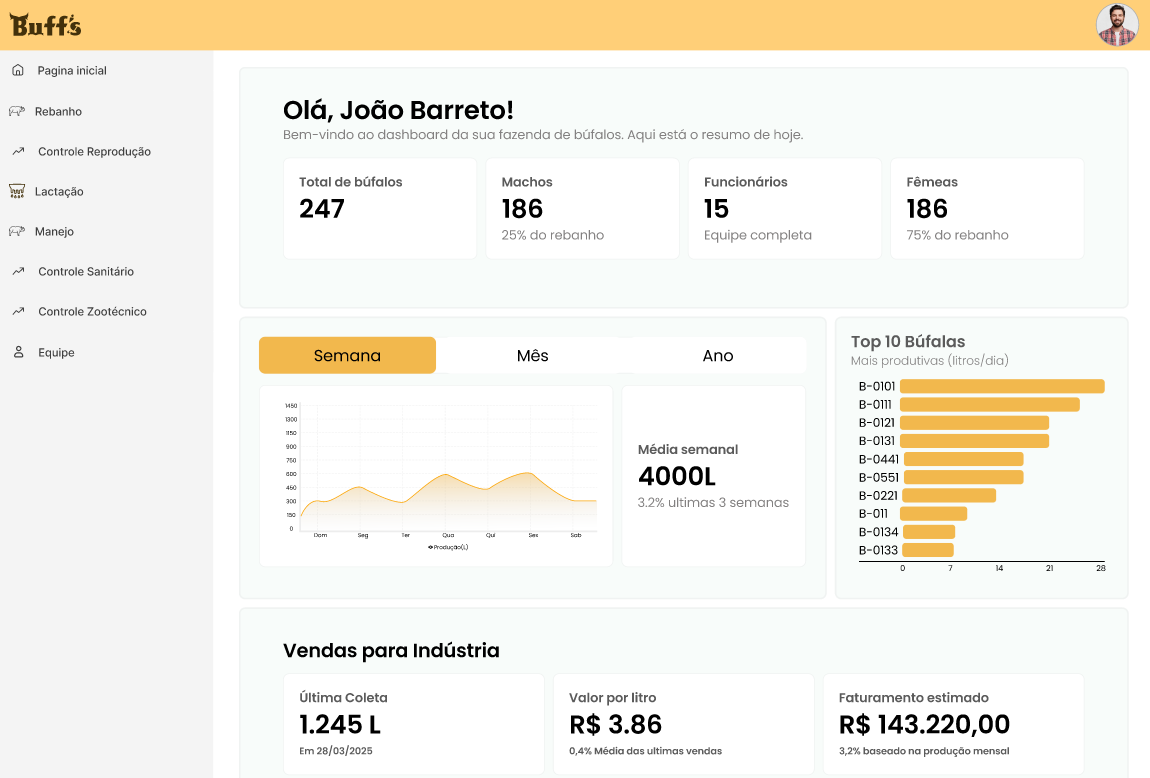 Buff's
Pagina inicial
Rebanho
Controle Reprodução
Lactação
Manejo
Controle Sanitário
Controle Zootécnico
Equipe
Olá, João Barreto!
Bem-vindo ao dashboard da sua fazenda de búfalos. Aqui está o resumo de hoje.
Total de búfalos
247
Machos
186
25% do rebanho
Funcionários
15
Equipe completa
Fêmeas
186
75% do rebanho
Semana
Mês
Ano
1450
1300
1150
900
750
600
450
300
150
0
Dom Seg Ter Qua Qui Ses Sab
Produção(L)
Média semanal
4000L
3.2% ultimas 3 semanas
Top 10 Búfalas
Mais produtivas (litros/dia)
B-0101
B-0111
B-0121
B-0131
B-0441
B-0551
B-0221
B-011
B-0134
B-0133
0 7 14 21 28
Vendas para Indústria
Última Coleta
1.245 L
Em 28/03/2025
Valor por litro
R$ 3.86
0,4% Média das ultimas vendas
Faturamento estimado
R$ 143.220,00
3,2% baseado na produção mensal